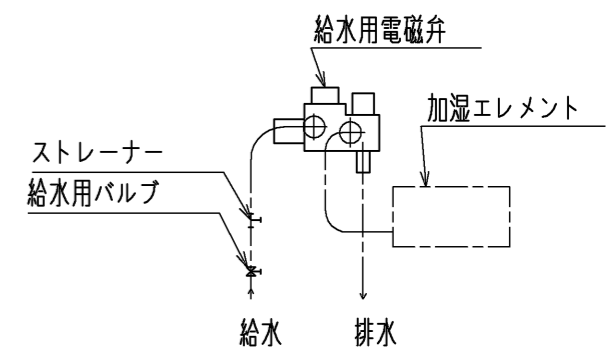 給水用電磁弁
加湿エレメント
ストレーナー
給水用バルブ
給水
排水